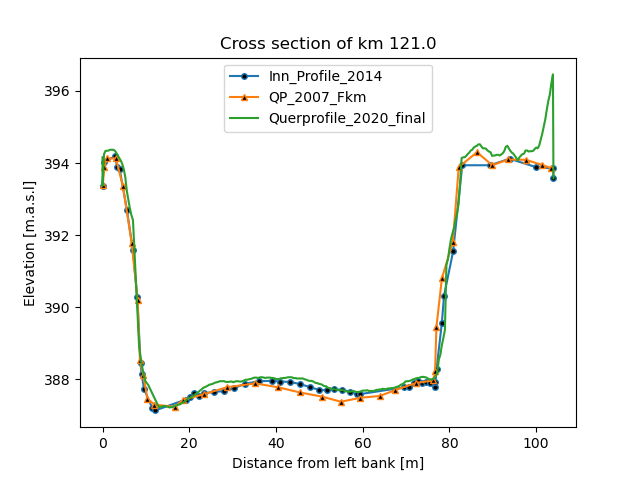 Cross section of km 121.0
Inn_Profile_2014
QP_2007_Fkm
Querprofile_2020_final
Elevation [m.a.s.l]
396
394
392
390
388
0 20 40 60 80 100
Distance from left bank [m]